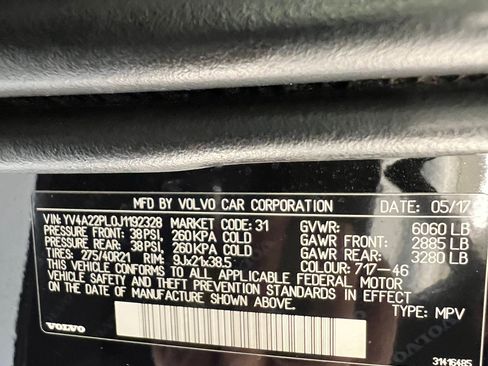 MFD BY VOLVO CAR CORPORATION DATE: 05/17
VIN: YV4A22PL0J1192328 MARKET CODE: 31 GVWR: 6060 LB
PRESSURE FRONT: 38PSI, 260KPA COLD GAWR FRONT: 2885 LB
PRESSURE REAR: 38PSI, 260KPA COLD GAWR REAR: 3280 LB
TIRES: 275/40R21 RIM: 9Jx21x38.5 COLOUR: 717-46
THIS VEHICLE CONFORMS TO ALL APPLICABLE FEDERAL MOTOR
VEHICLE SAFETY AND THEFT PREVENTION STANDARDS IN EFFECT
ON THE DATE OF MANUFACTURE SHOWN ABOVE. TYPE: MPV
VOLVO
31416485